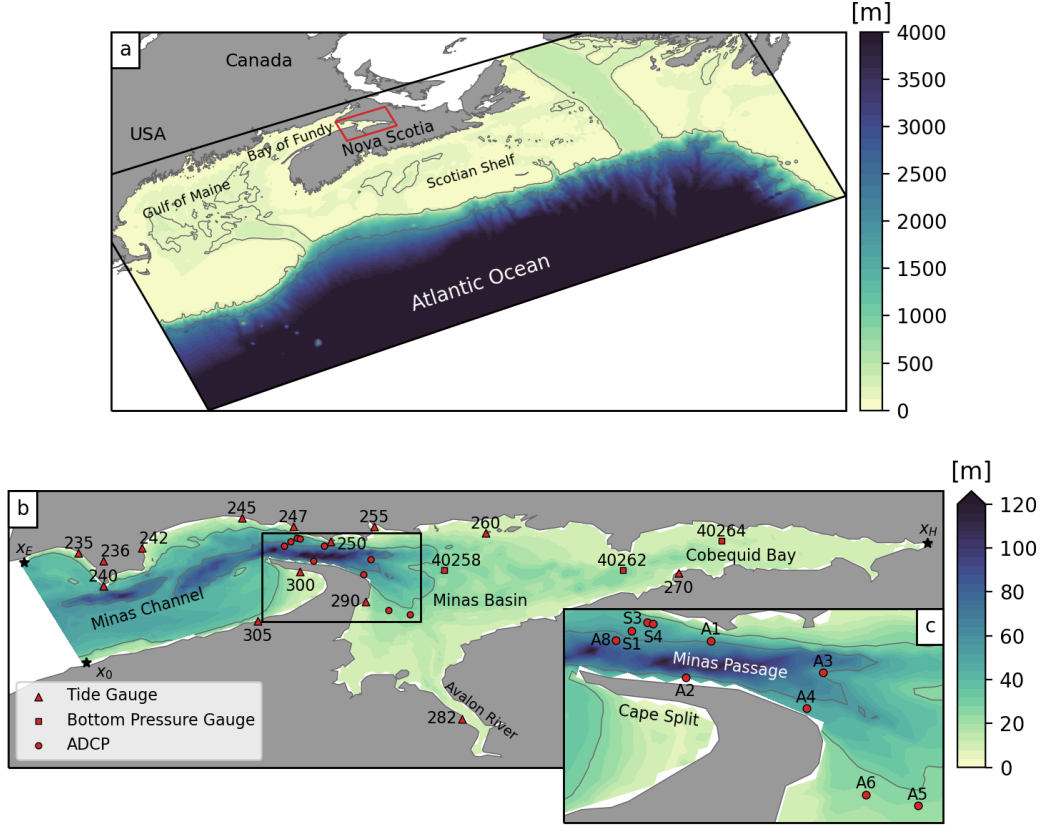 [m]
a
Canada
USA
Bay of Fundy
Nova Scotia
Gulf of Maine
Scotian Shelf
Atlantic Ocean
4000
3500
3000
2500
2000
1500
1000
500
0
[m]
b
245
247
255
260
40264
x_H
x_E
235
236
242
250
240
40258
40262
Cobequid Bay
Minas Channel
300
290
Minas Basin
270
305
x_0
Avalon River
282
Tide Gauge
Bottom Pressure Gauge
ADCP
c
S3
S4
A1
A8
S1
Minas Passage
A3
A2
A4
Cape Split
A6
A5
120
100
80
60
40
20
0